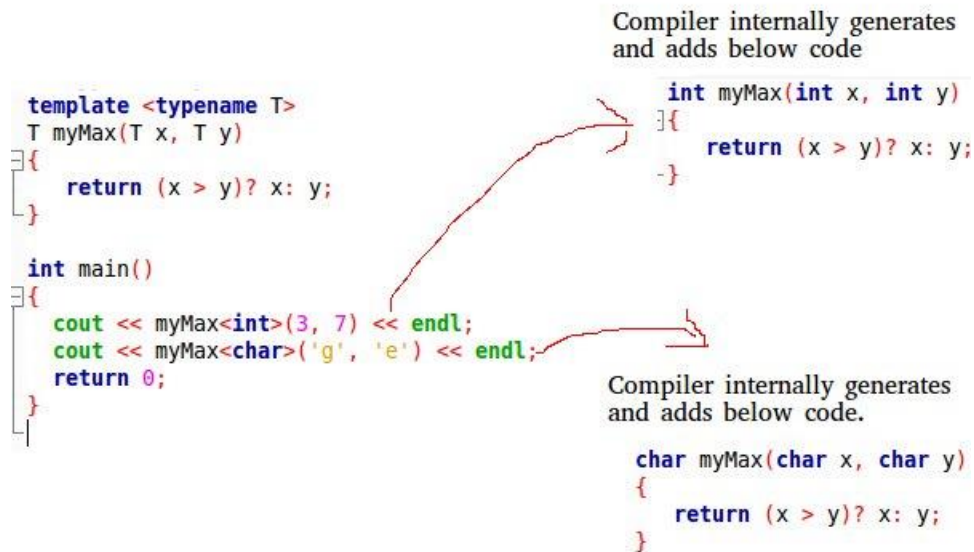 template <typename T>
T myMax(T x, T y)
{
   return (x > y)? x: y;
}
int main()
{
  cout << myMax<int>(3, 7) << endl;
  cout << myMax<char>('g', 'e') << endl;
  return 0;
}
Compiler internally generates
and adds below code
int myMax(int x, int y)
{
   return (x > y)? x: y;
}
Compiler internally generates
and adds below code.
char myMax(char x, char y)
{
   return (x > y)? x: y;
}